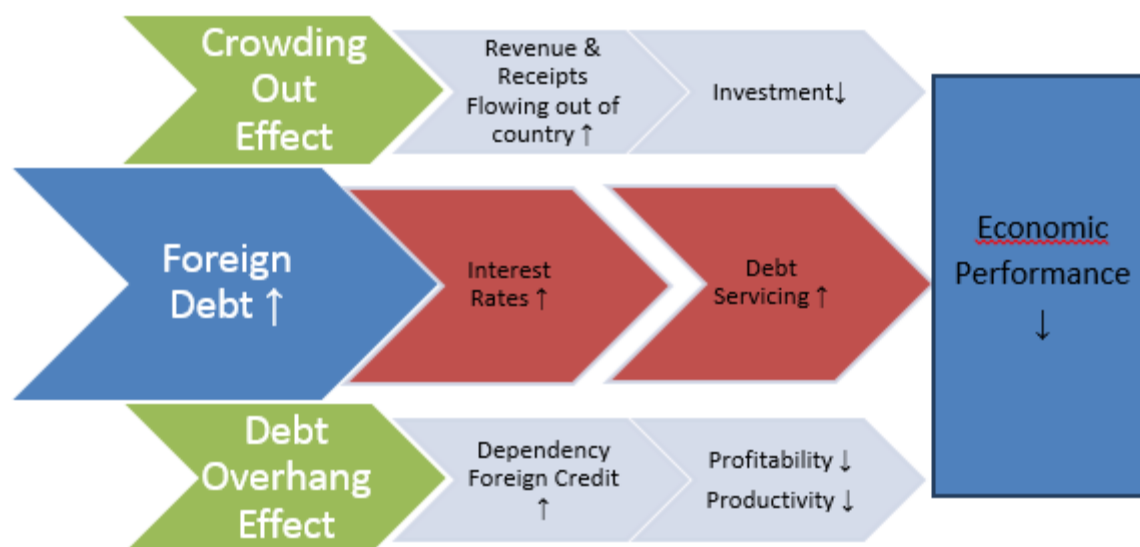 Crowding
Out
Effect
Revenue &
Receipts
Flowing out of
country ↑
Investment↓
Foreign
Debt ↑
Interest
Rates ↑
Debt
Servicing ↑
Economic
Performance
↓
Debt
Overhang
Effect
Dependency
Foreign Credit
↑
Profitability ↓
Productivity ↓